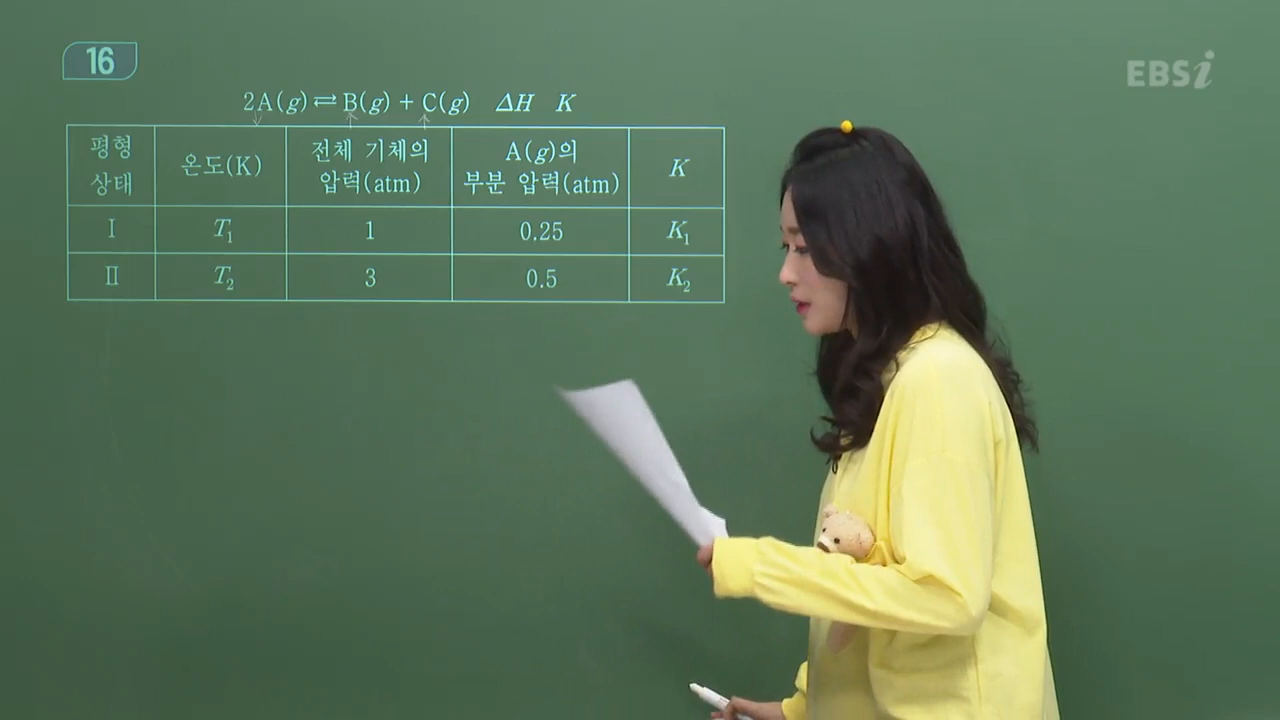 16
EBSi
2A(g) ⇌ B(g) + C(g) ΔH K
평형 상태 온도(K) 전체 기체의 압력(atm) A(g)의 부분 압력(atm) K
Ⅰ T₁ 1 0.25 K₁
Ⅱ T₂ 3 0.5 K₂